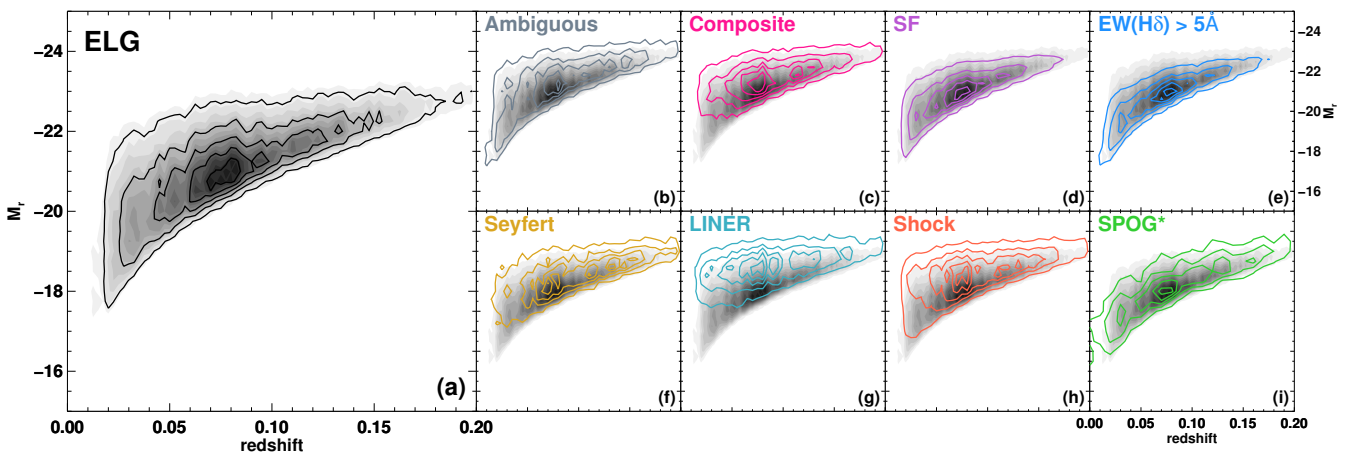 ELG
Ambiguous
Composite
SF
EW(Hδ) > 5Å
−24
−22
−20
−18
−16
M_r
(a)
0.00
0.05
0.10
0.15
0.20
redshift
(b)
(c)
(d)
(e)
−24
−22
−20
−18
−16
M_r
Seyfert
LINER
Shock
SPOG*
(f)
(g)
(h)
(i)
0.00
0.05
0.10
0.15
0.20
redshift